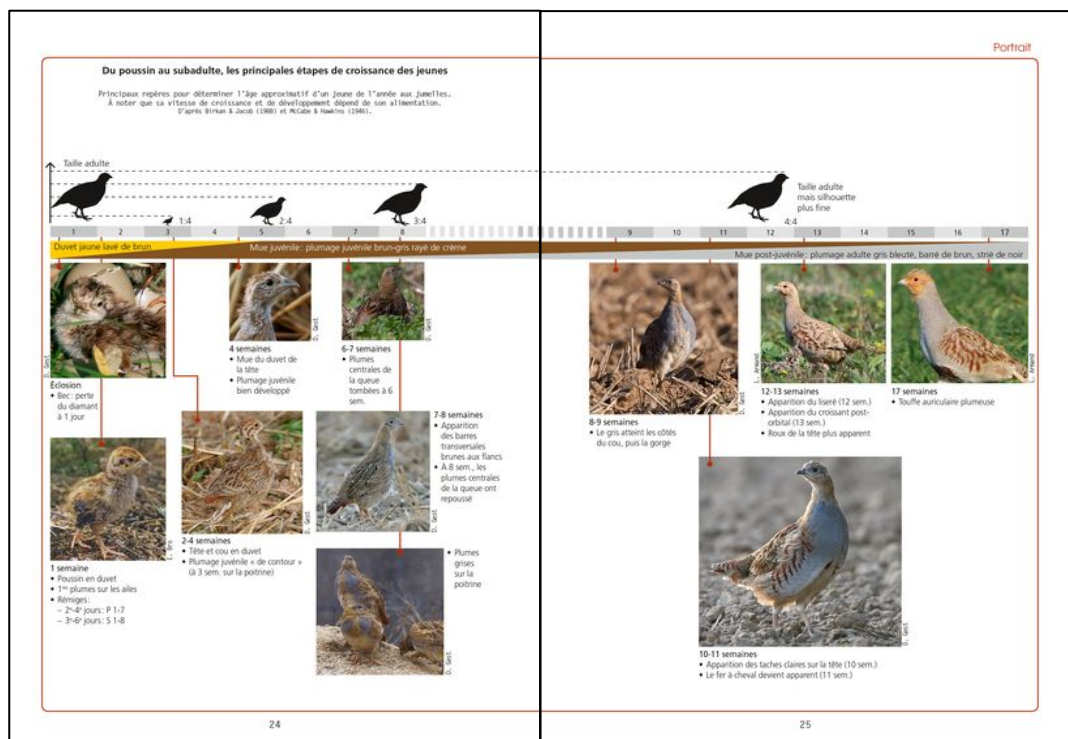 Portrait
Du poussin au subadulte, les principales étapes de croissance des jeunes
Principaux repères pour déterminer l'âge approximatif d'un jeune de l'année aux jumelles.
À noter que sa vitesse de croissance et de développement dépend de son alimentation.
D'après Birkan & Jacob (1988) et McCabe & Hawkins (1946).
Taille adulte
1:4
2:4
3:4
4:4
Taille adulte
mais silhouette
plus fine
1 2 3 4 5 6 7 8 9 10 11 12 13 14 15 16 17
Duvet jaune lavé de brun
Mue juvénile : plumage juvénile brun-gris rayé de crème
Mue post-juvénile : plumage adulte gris bleuté, barré de brun, strié de noir
D. Gest
Éclosion
• Bec : perte
du diamant
à 1 jour
D. Gest
4 semaines
• Mue du duvet de
la tête
• Plumage juvénile
bien développé
D. Gest
6-7 semaines
• Plumes
centrales de
la queue
tombées à 6
sem.
E. Bro
1 semaine
• Poussin en duvet
• 1res plumes sur les ailes
• Rémiges :
– 2e-4e jours : P 1-7
– 3e-6e jours : S 1-8
D. Gest
2-4 semaines
• Tête et cou en duvet
• Plumage juvénile « de contour »
(à 3 sem. sur la poitrine)
D. Gest
7-8 semaines
• Apparition
des barres
transversales
brunes aux flancs
• À 8 sem., les
plumes centrales
de la queue ont
repoussé
D. Gest
• Plumes
grises
sur la
poitrine
D. Gest
8-9 semaines
• Le gris atteint les côtés
du cou, puis la gorge
L. Armand
12-13 semaines
• Apparition du liseré (12 sem.)
• Apparition du croissant post-
orbital (13 sem.)
• Roux de la tête plus apparent
L. Armand
17 semaines
• Touffe auriculaire plumeuse
D. Gest
10-11 semaines
• Apparition des taches claires sur la tête (10 sem.)
• Le fer à cheval devient apparent (11 sem.)
24
25